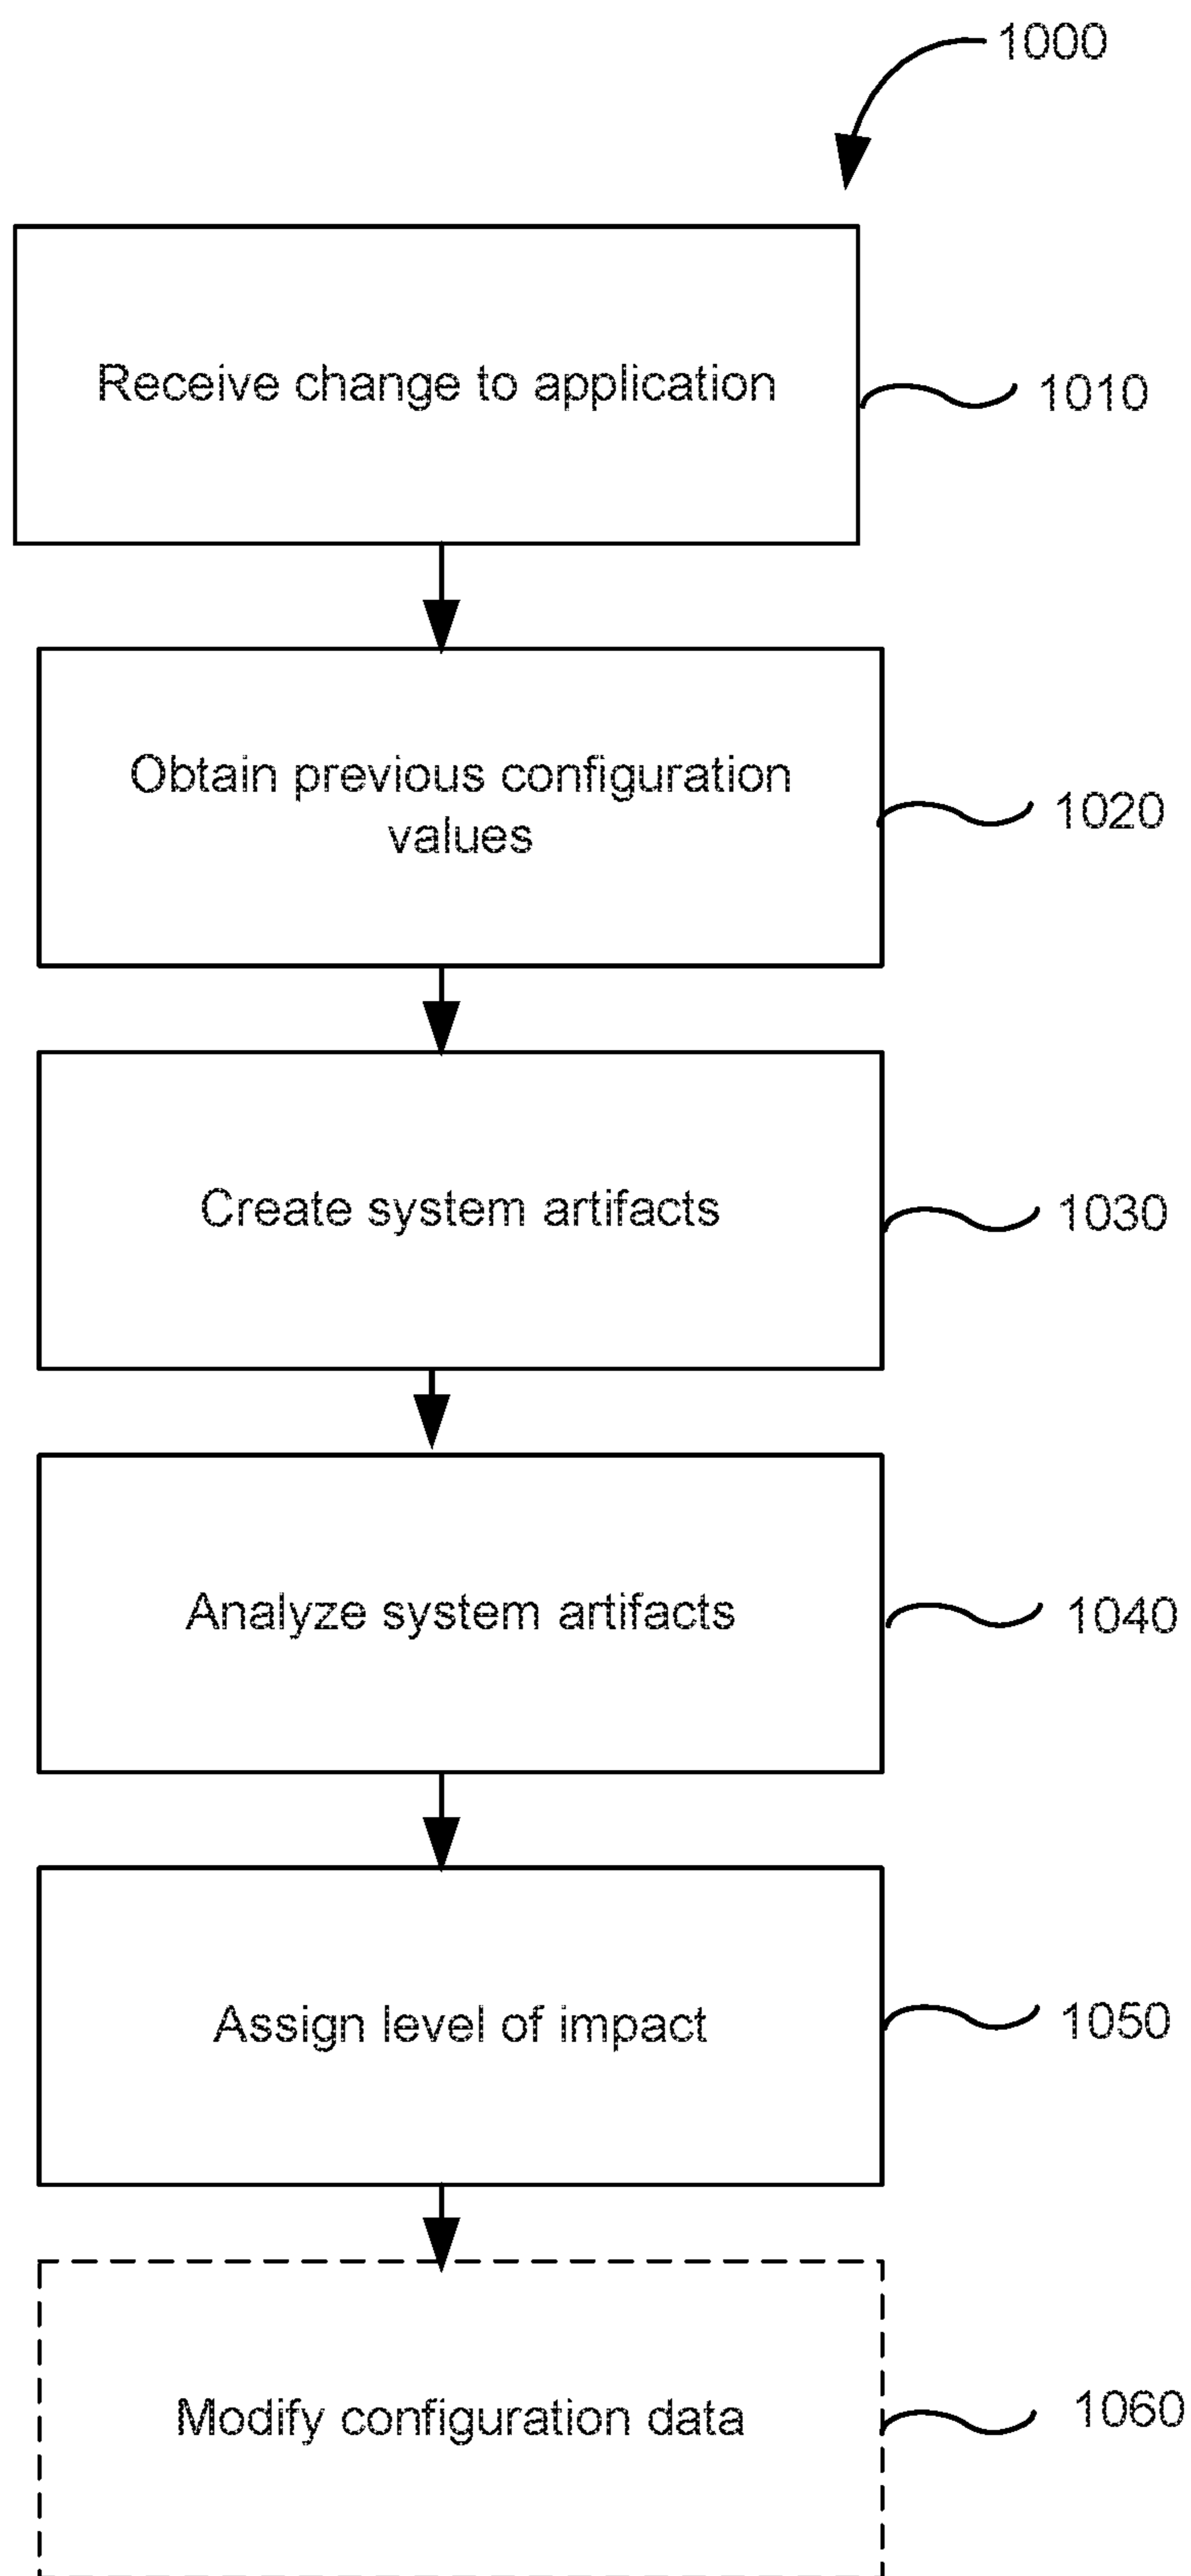 1000
Receive change to application
1010
Obtain previous configuration
values
1020
Create system artifacts
1030
Analyze system artifacts
1040
Assign level of impact
1050
Modify configuration data
1060